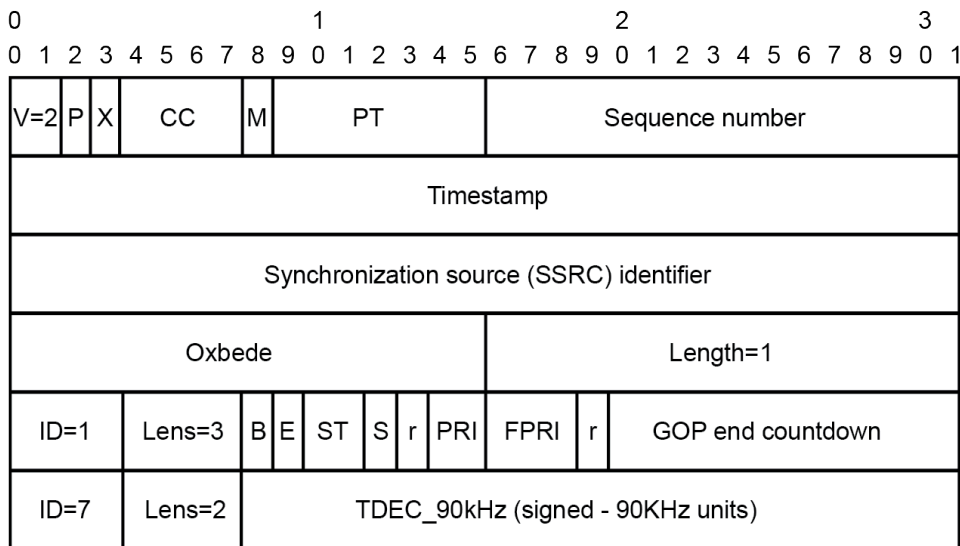 0 1 2 3
0 1 2 3 4 5 6 7 8 9 0 1 2 3 4 5 6 7 8 9 0 1 2 3 4 5 6 7 8 9 0 1
V=2 P X CC M PT Sequence number
Timestamp
Synchronization source (SSRC) identifier
Oxbede Length=1
ID=1 Lens=3 B E ST S r PRI FPRI r GOP end countdown
ID=7 Lens=2 TDEC_90kHz (signed - 90KHz units)